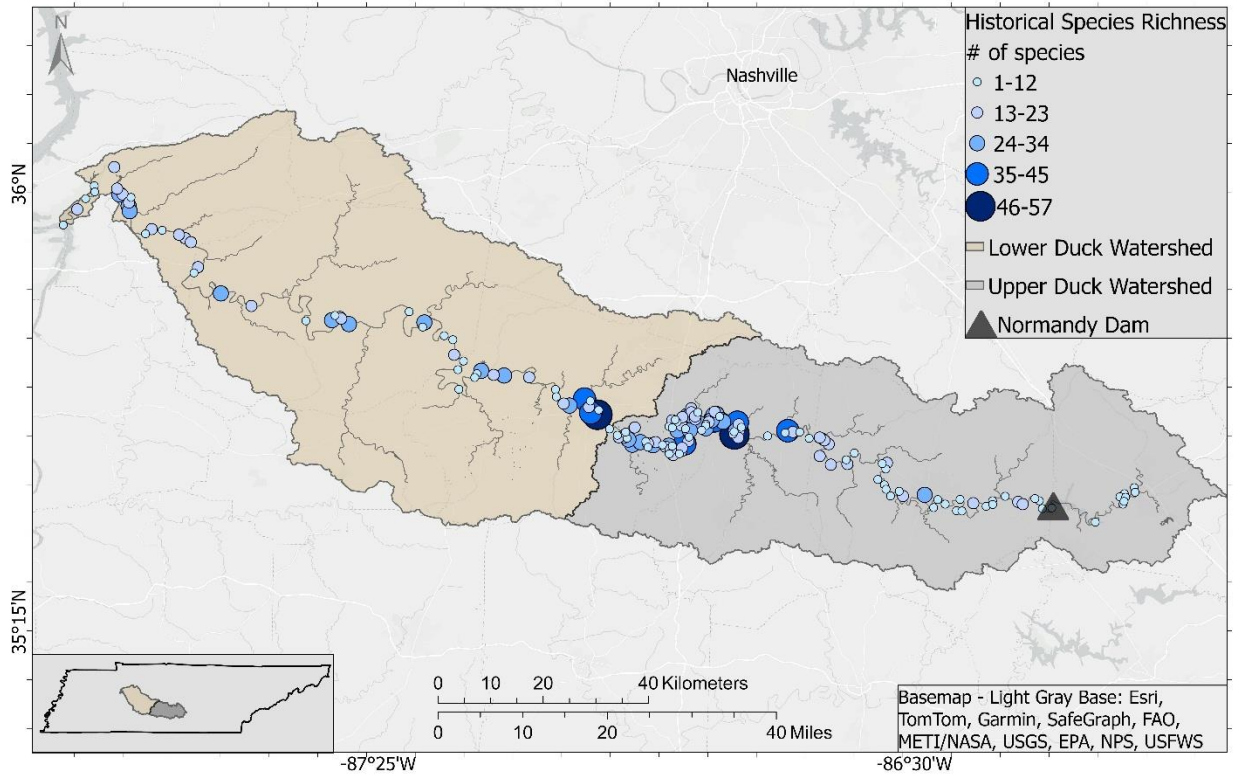 N
Nashville
Historical Species Richness
# of species
1-12
13-23
24-34
35-45
46-57
Lower Duck Watershed
Upper Duck Watershed
Normandy Dam
36°N
35°15'N
0 10 20 40 Kilometers
0 10 20 40 Miles
Basemap - Light Gray Base: Esri,
TomTom, Garmin, SafeGraph, FAO,
METI/NASA, USGS, EPA, NPS, USFWS
-87°25'W
-86°30'W